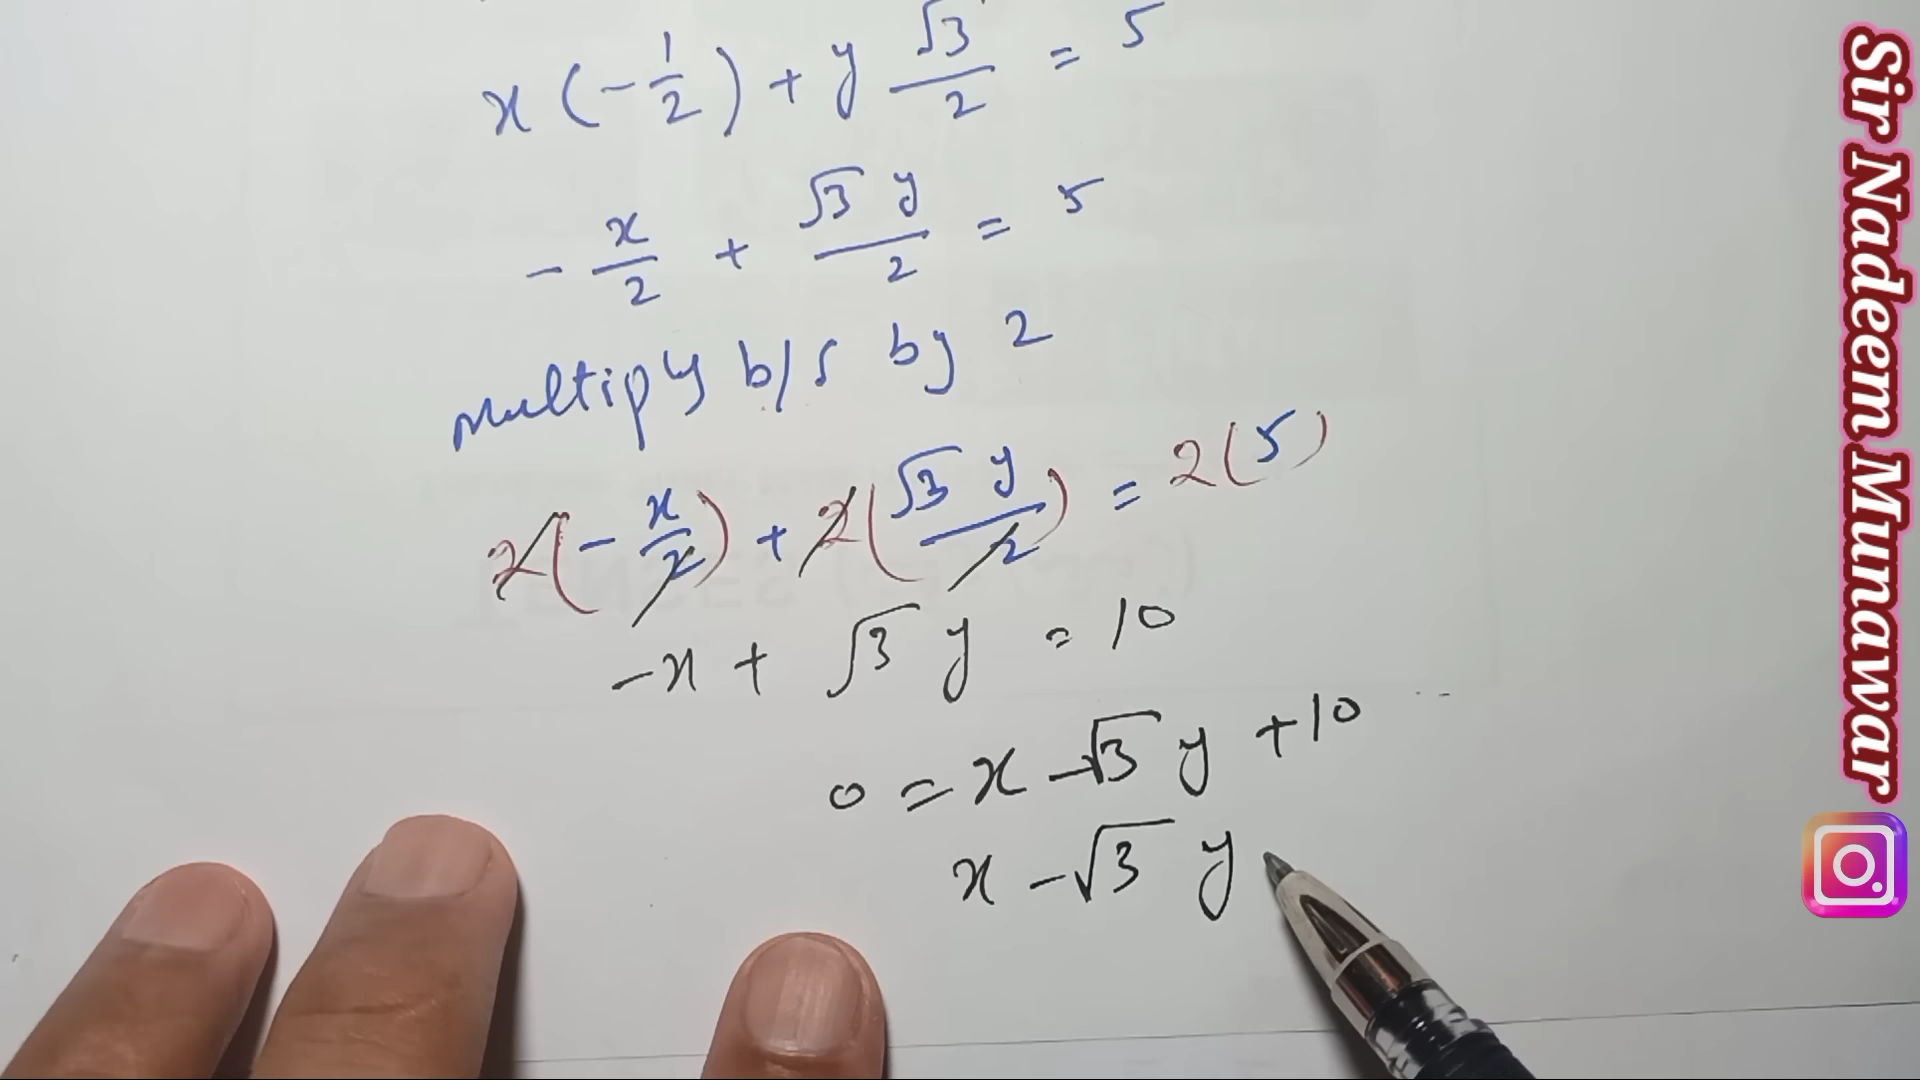 x(-1/2) + y √3/2 = 5
-x/2 + √3 y/2 = 5
multiply b/s by 2
2(-x/2) + 2(√3 y/2) = 2(5)
-x + √3 y = 10
0 = x - √3 y + 10
x - √3 y
Sir Nadeem Munawar